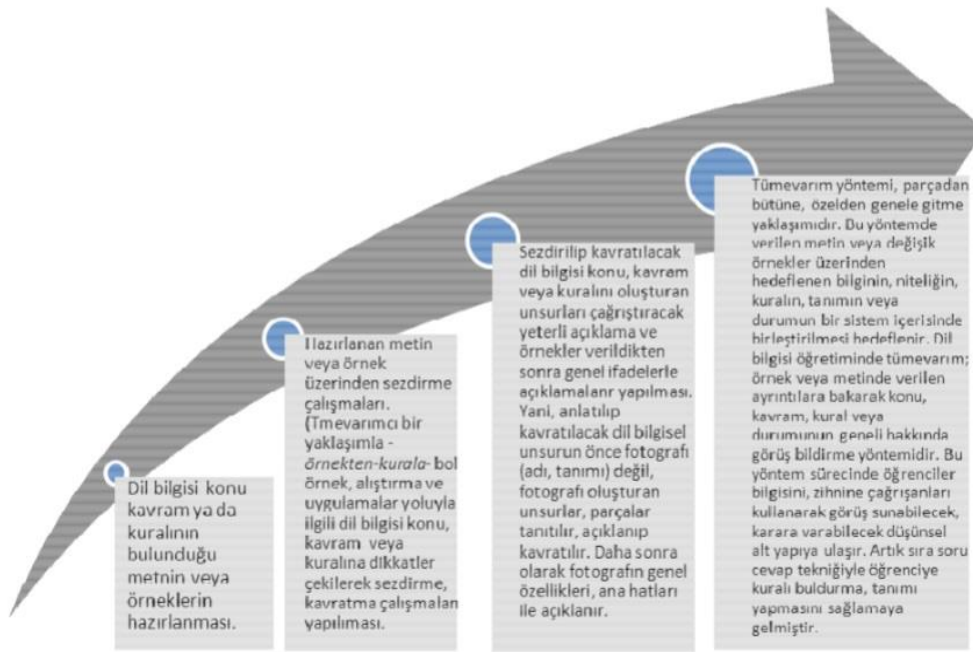 Dil bilgisi konu
kavram ya da
kuralının
bulunduğu
metnin veya
örneklerin
hazırlanması.
Hazırlanan metin
veya örnek
üzerinden sezdirme
çalışmaları.
(Tmevarımcı bir
yaklaşımla -
örnekten-kurala- bol
örnek, alıştırma ve
uygulamalar yoluyla
ilgili dil bilgisi konu,
kavram veya
kuralına dikkatler
çekilerek sezdirme,
kavratma çalışmaları
yapılıması.
Sezdirilip kavratılacak
dil bilgisi konu, kavram
veya kuralını oluşturan
unsurları çağrıştıracak
yeterli açıklama ve
örnekler verildikten
sonra genel ifadelerle
açıklamalanr yapılması.
Yani, anlatılıp
kavratılacak dil bilgisel
unsurun önce fotografı
(adı, tanımı) değil,
fotografı oluşturan
unsurlar, parçalar
tanıtılır, açıklanıp
kavratılır. Daha sonra
olarak fotografın genel
özellikleri, ana hatları
ile açıklanır.
Tümevarım yöntemi, parçadan
bütüne, özelden genele gitme
yaklaşımıdır. Bu yöntemde
verilen metin veya değişik
örnekler üzerinden
hedeflenen bilginin, niteliğin,
kuralın, tanımın veya
durumun bir sistem içerisinde
birleştirilmesi hedeflenir. Dil
bilgisi öğretiminde tümevarım;
örnek veya metinde verilen
ayrıntılara bakarak konu,
kavram, kural veya
durumunun geneli hakkında
görüş bildirme yöntemidir. Bu
yöntem sürecinde öğrenciler
bilgisini, zihnine çağrışanları
kullanarak görüş sunabilecek,
karara varabilecek düşünsel
alt yapıya ulaşır. Artık sıra soru
cevap tekniğiyle öğrenciye
kuralı buldurma, tanımı
yapmasını sağlamaya
gelmiştir.